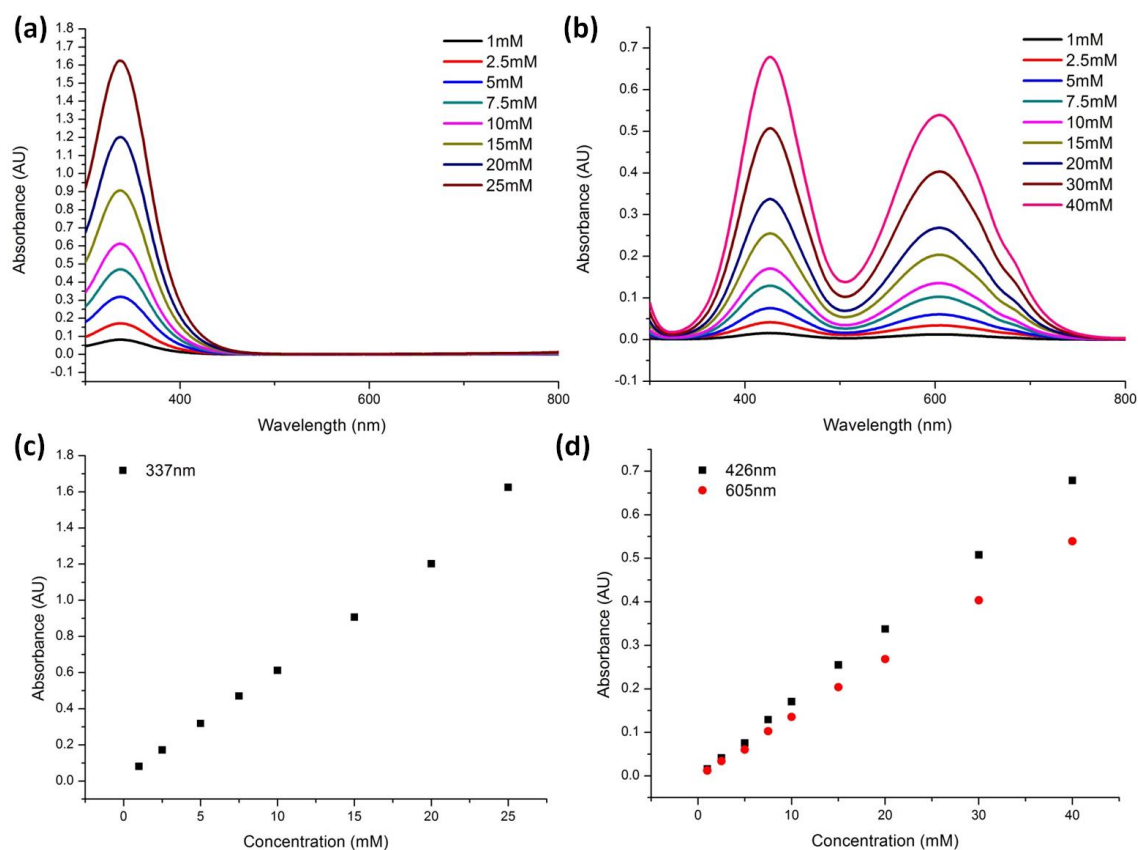 (a)
1.8
1.7
1.6
1.5
1.4
1.3
1.2
1.1
1.0
0.9
0.8
0.7
0.6
0.5
0.4
0.3
0.2
0.1
0.0
-0.1
Absorbance (AU)
400
600
800
Wavelength (nm)
1mM
2.5mM
5mM
7.5mM
10mM
15mM
20mM
25mM
(b)
0.7
0.6
0.5
0.4
0.3
0.2
0.1
0.0
-0.1
Absorbance (AU)
400
600
800
Wavelength (nm)
1mM
2.5mM
5mM
7.5mM
10mM
15mM
20mM
30mM
40mM
(c)
1.8
1.6
1.4
1.2
1.0
0.8
0.6
0.4
0.2
0.0
Absorbance (AU)
337nm
0
5
10
15
20
25
Concentration (mM)
(d)
0.7
0.6
0.5
0.4
0.3
0.2
0.1
0.0
Absorbance (AU)
426nm
605nm
0
10
20
30
40
Concentration (mM)